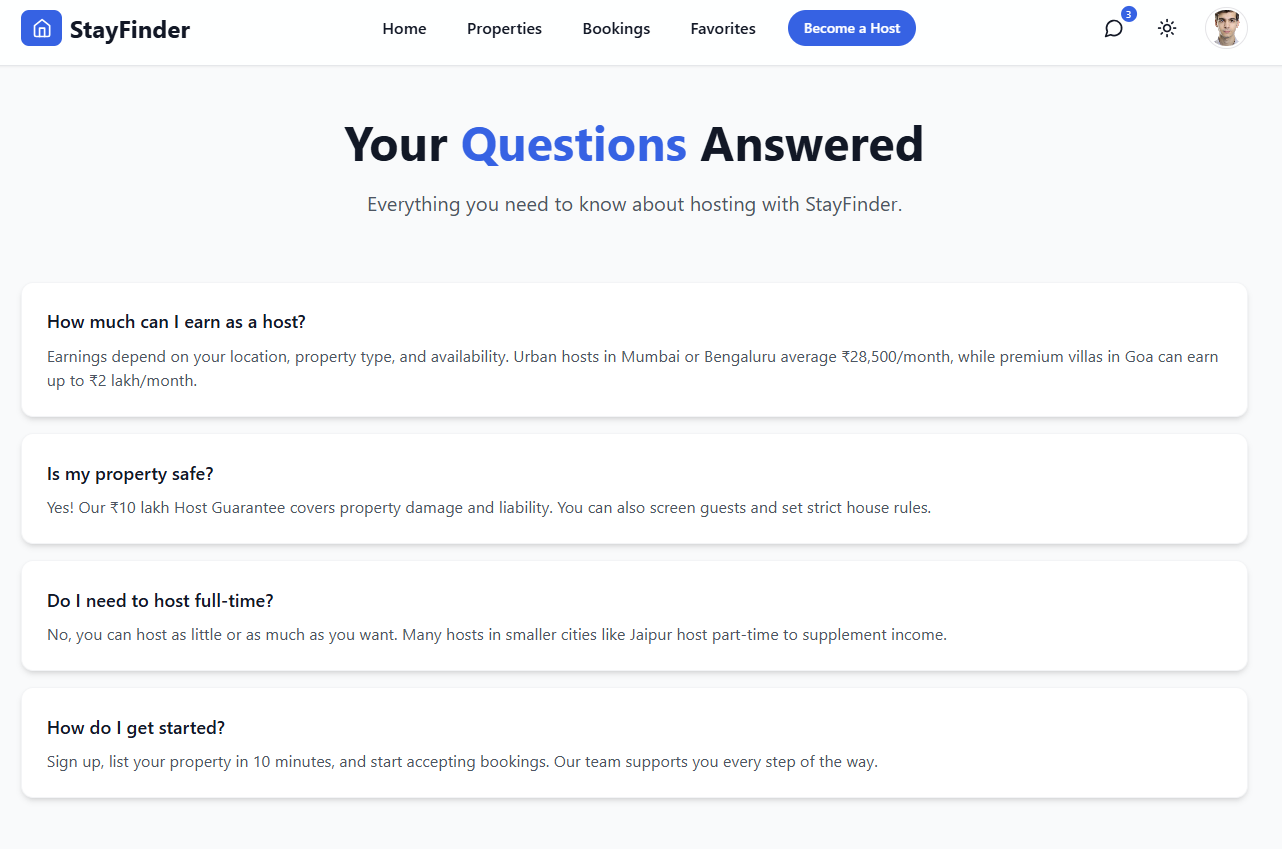 StayFinder
Home Properties Bookings Favorites Become a Host
3
Your Questions Answered
Everything you need to know about hosting with StayFinder.
How much can I earn as a host?
Earnings depend on your location, property type, and availability. Urban hosts in Mumbai or Bengaluru average ₹28,500/month, while premium villas in Goa can earn
up to ₹2 lakh/month.
Is my property safe?
Yes! Our ₹10 lakh Host Guarantee covers property damage and liability. You can also screen guests and set strict house rules.
Do I need to host full-time?
No, you can host as little or as much as you want. Many hosts in smaller cities like Jaipur host part-time to supplement income.
How do I get started?
Sign up, list your property in 10 minutes, and start accepting bookings. Our team supports you every step of the way.